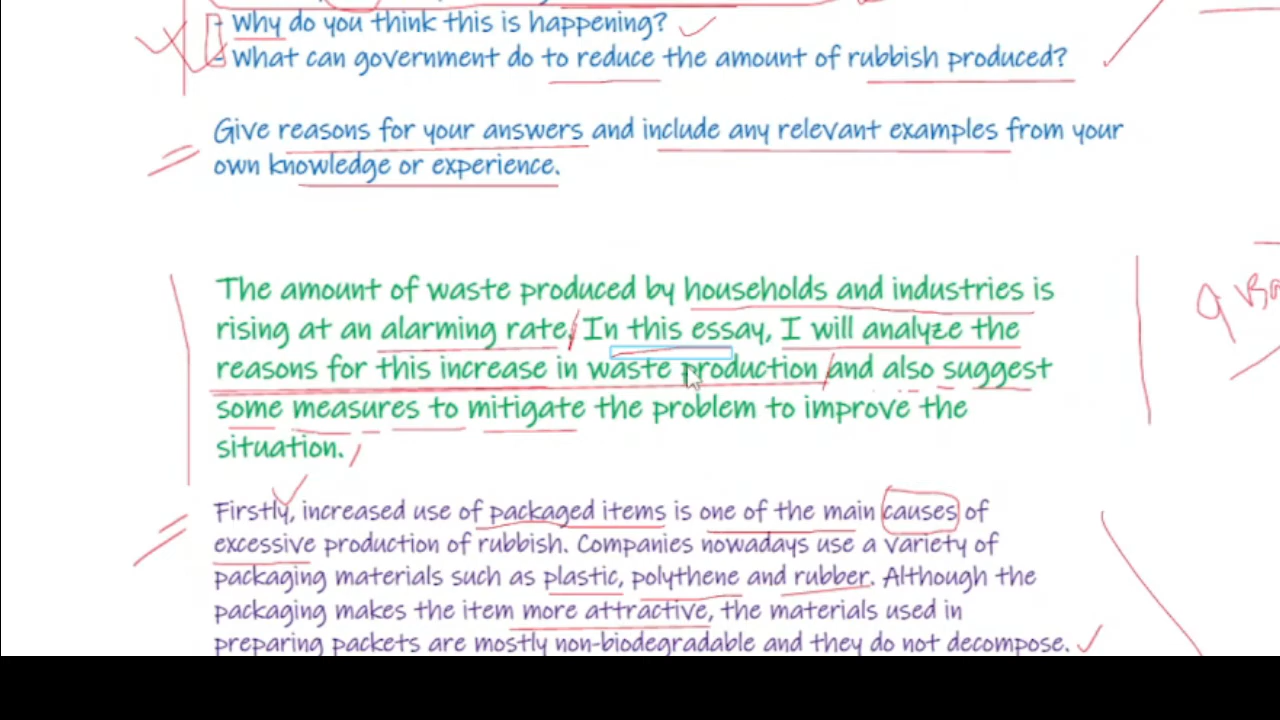 - Why do you think this is happening?
- What can government do to reduce the amount of rubbish produced?
Give reasons for your answers and include any relevant examples from your
own knowledge or experience.
The amount of waste produced by households and industries is
rising at an alarming rate. In this essay, I will analyze the
reasons for this increase in waste production and also suggest
some measures to mitigate the problem to improve the
situation.
Firstly, increased use of packaged items is one of the main causes of
excessive production of rubbish. Companies nowadays use a variety of
packaging materials such as plastic, polythene and rubber. Although the
packaging makes the item more attractive, the materials used in
preparing packets are mostly non-biodegradable and they do not decompose.